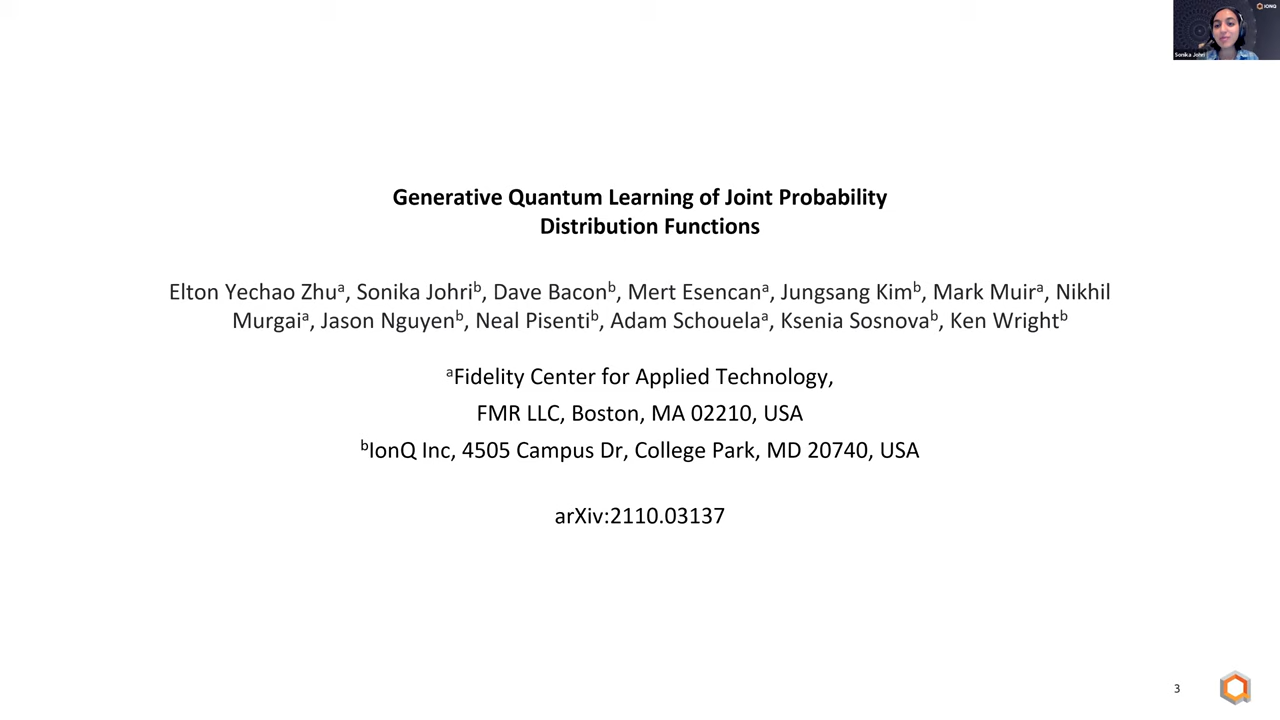 IONQ
Sonika Johri
Generative Quantum Learning of Joint Probability
Distribution Functions
Elton Yechao Zhuᵃ, Sonika Johriᵇ, Dave Baconᵇ, Mert Esencanᵃ, Jungsang Kimᵇ, Mark Muirᵃ, Nikhil
Murgaiᵃ, Jason Nguyenᵇ, Neal Pisentiᵇ, Adam Schouelaᵃ, Ksenia Sosnovaᵇ, Ken Wrightᵇ
ᵃFidelity Center for Applied Technology,
FMR LLC, Boston, MA 02210, USA
ᵇIonQ Inc, 4505 Campus Dr, College Park, MD 20740, USA
arXiv:2110.03137
3